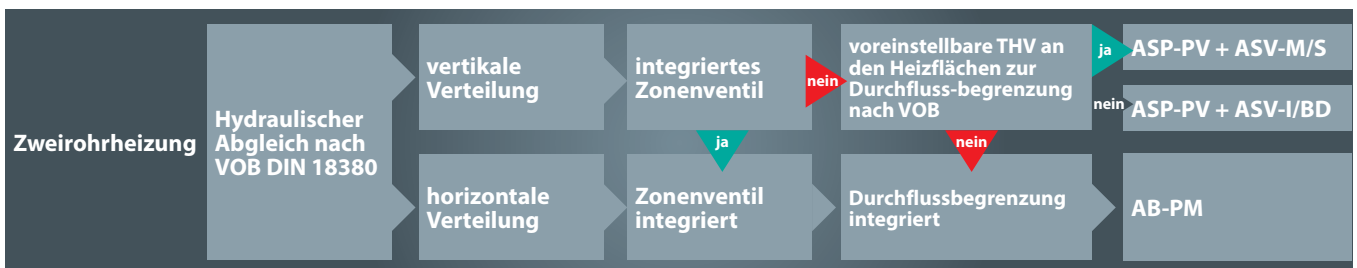 Zweirohrheizung
Hydraulischer
Abgleich nach
VOB DIN 18380
vertikale
Verteilung
integriertes
Zonenventil
nein
voreinstellbare THV an
den Heizflächen zur
Durchfluss-begrenzung
nach VOB
ja
ASP-PV + ASV-M/S
nein
ASP-PV + ASV-I/BD
ja
nein
horizontale
Verteilung
Zonenventil
integriert
Durchflussbegrenzung
integriert
AB-PM